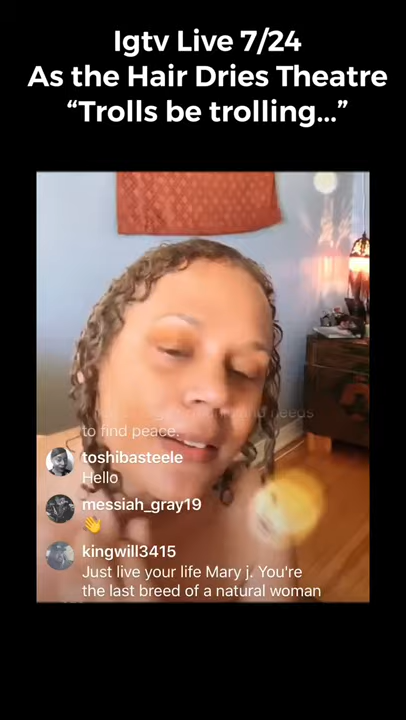 Igtv Live 7/24
As the Hair Dries Theatre
“Trolls be trolling...”
needs
to find peace.
toshibasteele
Hello
messiah_gray19
👋
kingwill3415
Just live your life Mary j. You're
the last breed of a natural woman